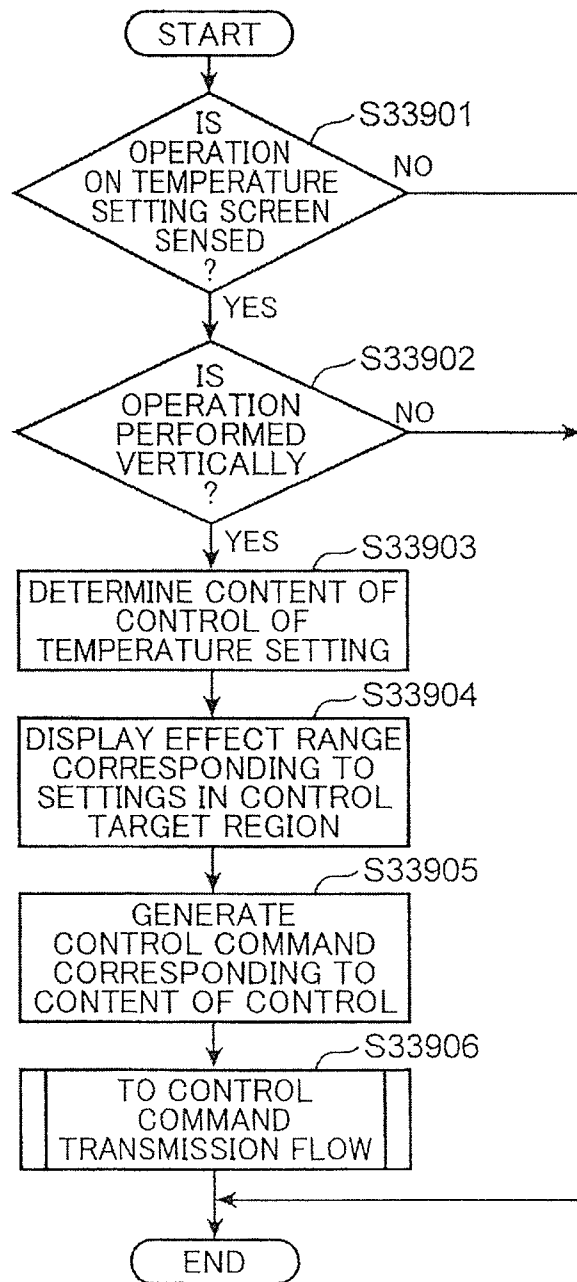 START
S33901
IS
OPERATION
ON TEMPERATURE
SETTING SCREEN
SENSED
?
NO
YES
S33902
IS
OPERATION
PERFORMED
VERTICALLY
?
NO
YES
S33903
DETERMINE CONTENT OF
CONTROL OF
TEMPERATURE SETTING
S33904
DISPLAY EFFECT RANGE
CORRESPONDING TO
SETTINGS IN CONTROL
TARGET REGION
S33905
GENERATE
CONTROL COMMAND
CORRESPONDING TO
CONTENT OF CONTROL
S33906
TO CONTROL
COMMAND
TRANSMISSION FLOW
END